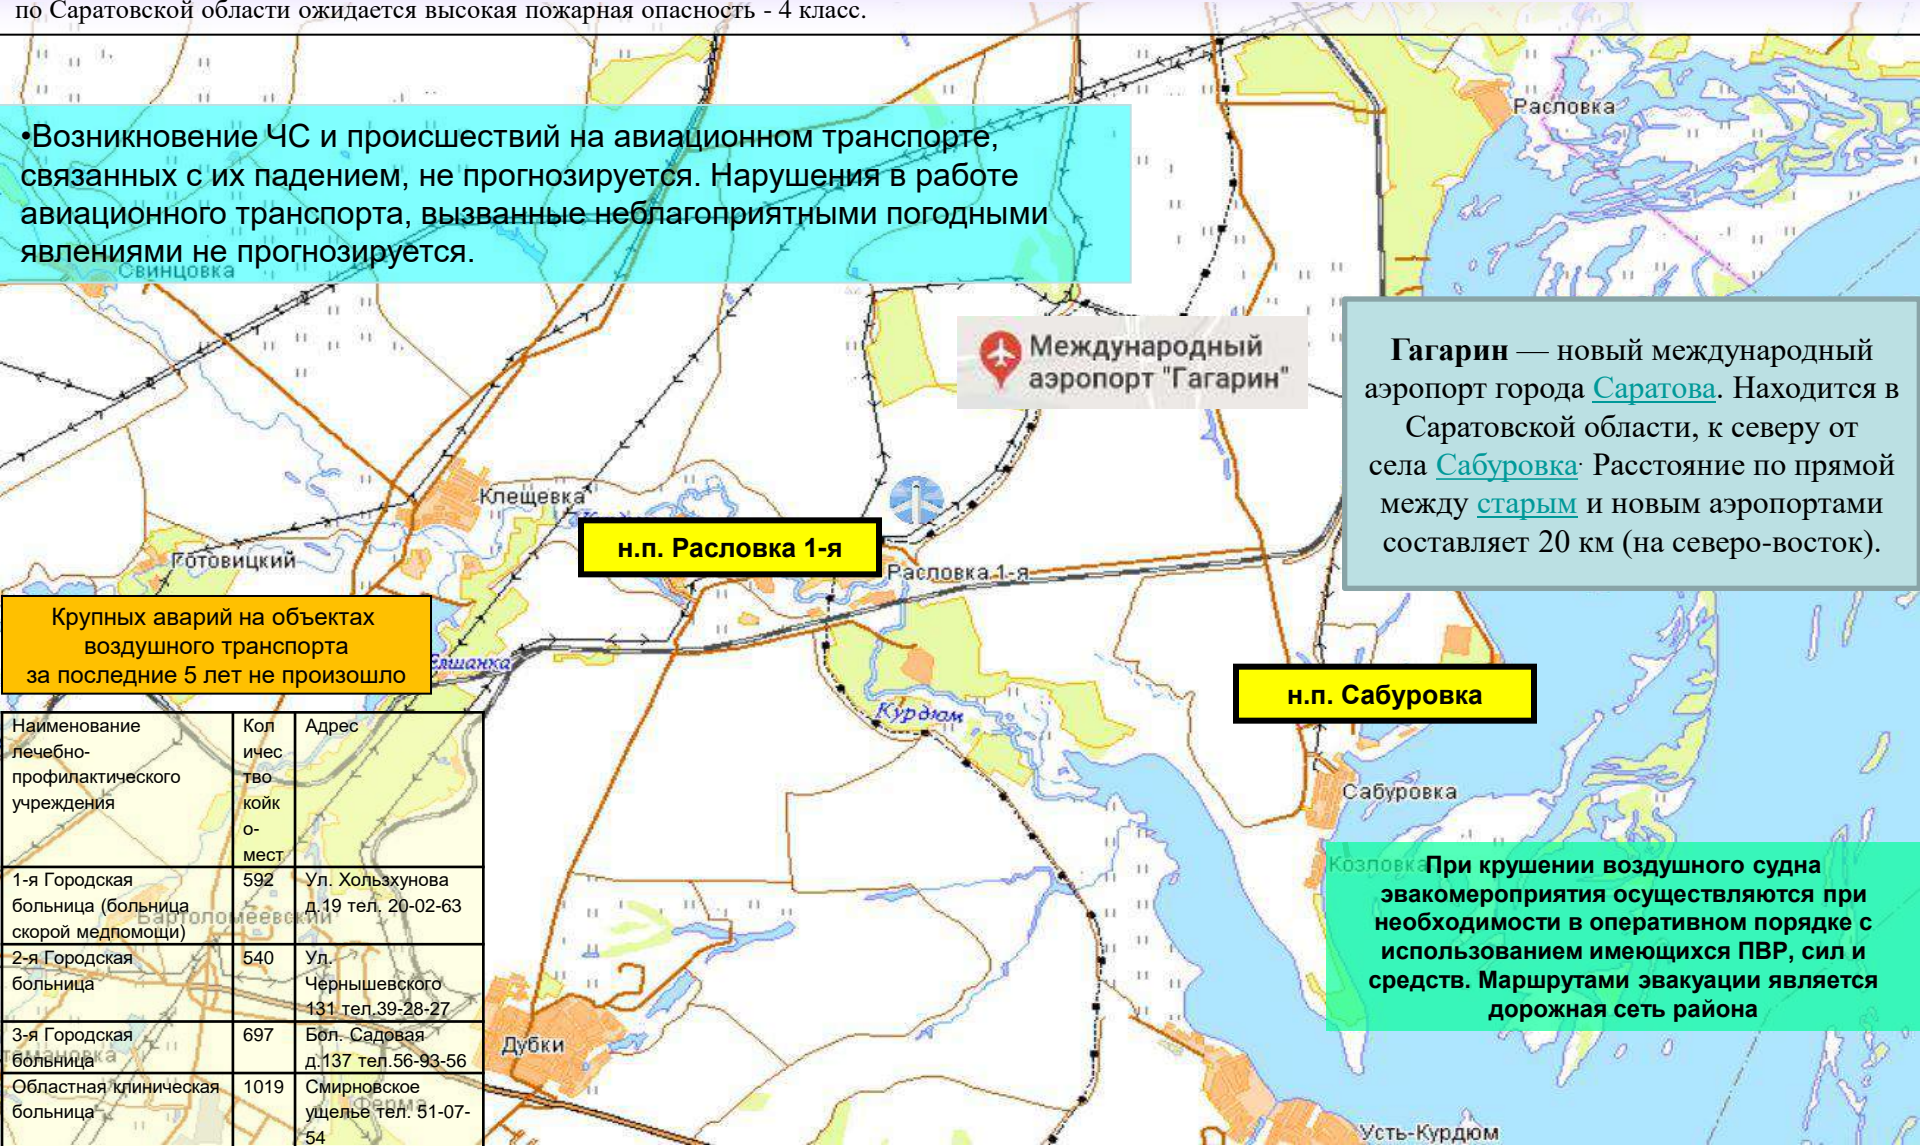 по Саратовской области ожидается высокая пожарная опасность - 4 класс.
Расловка
•Возникновение ЧС и происшествий на авиационном транспорте,
связанных с их падением, не прогнозируется. Нарушения в работе
авиационного транспорта, вызванные неблагоприятными погодными
явлениями не прогнозируется.
Свинцовка
Международный
аэропорт "Гагарин"
Гагарин — новый международный
аэропорт города Саратова. Находится в
Саратовской области, к северу от
села Сабуровка. Расстояние по прямой
между старым и новым аэропортами
составляет 20 км (на северо-восток).
Клещевка
н.п. Расловка 1-я
Готовицкий
Расловка 1-я
Крупных аварий на объектах
воздушного транспорта
за последние 5 лет не произошло
Елшанка
н.п. Сабуровка
Курдюм
Наименование
лечебно-
профилактического
учреждения
Кол
ичес
тво
койк
о-
мест
Адрес
Сабуровка
Козловка
При крушении воздушного судна
эвакомероприятия осуществляются при
необходимости в оперативном порядке с
использованием имеющихся ПВР, сил и
средств. Маршрутами эвакуации является
дорожная сеть района
1-я Городская
больница (больница
скорой медпомощи)
592
Ул. Хользхунова
д.19 тел. 20-02-63
Вартоломеевский
2-я Городская
больница
540
Ул.
Чернышевского
131 тел.39-28-27
3-я Городская
больница
697
Бол. Садовая
д.137 тел.56-93-56
Дубки
Областная клиническая
больница
1019
Смирновское
ущелье тел. 51-07-
54
Ферма
Усть-Курдюм